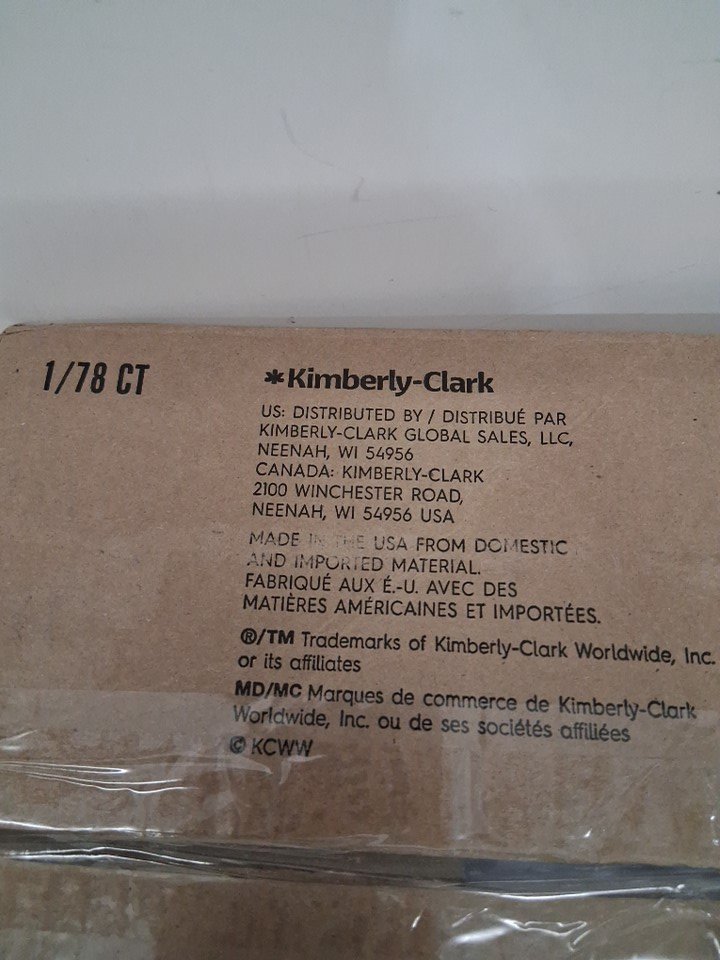 1/78 CT
*Kimberly-Clark
US: DISTRIBUTED BY / DISTRIBUÉ PAR
KIMBERLY-CLARK GLOBAL SALES, LLC,
NEENAH, WI 54956
CANADA: KIMBERLY-CLARK
2100 WINCHESTER ROAD,
NEENAH, WI 54956 USA
MADE IN THE USA FROM DOMESTIC
AND IMPORTED MATERIAL.
FABRIQUÉ AUX É.-U. AVEC DES
MATIÈRES AMÉRICAINES ET IMPORTÉES.
®/TM Trademarks of Kimberly-Clark Worldwide, Inc.
or its affiliates
MD/MC Marques de commerce de Kimberly-Clark
Worldwide, Inc. ou de ses sociétés affiliées
© KCWW